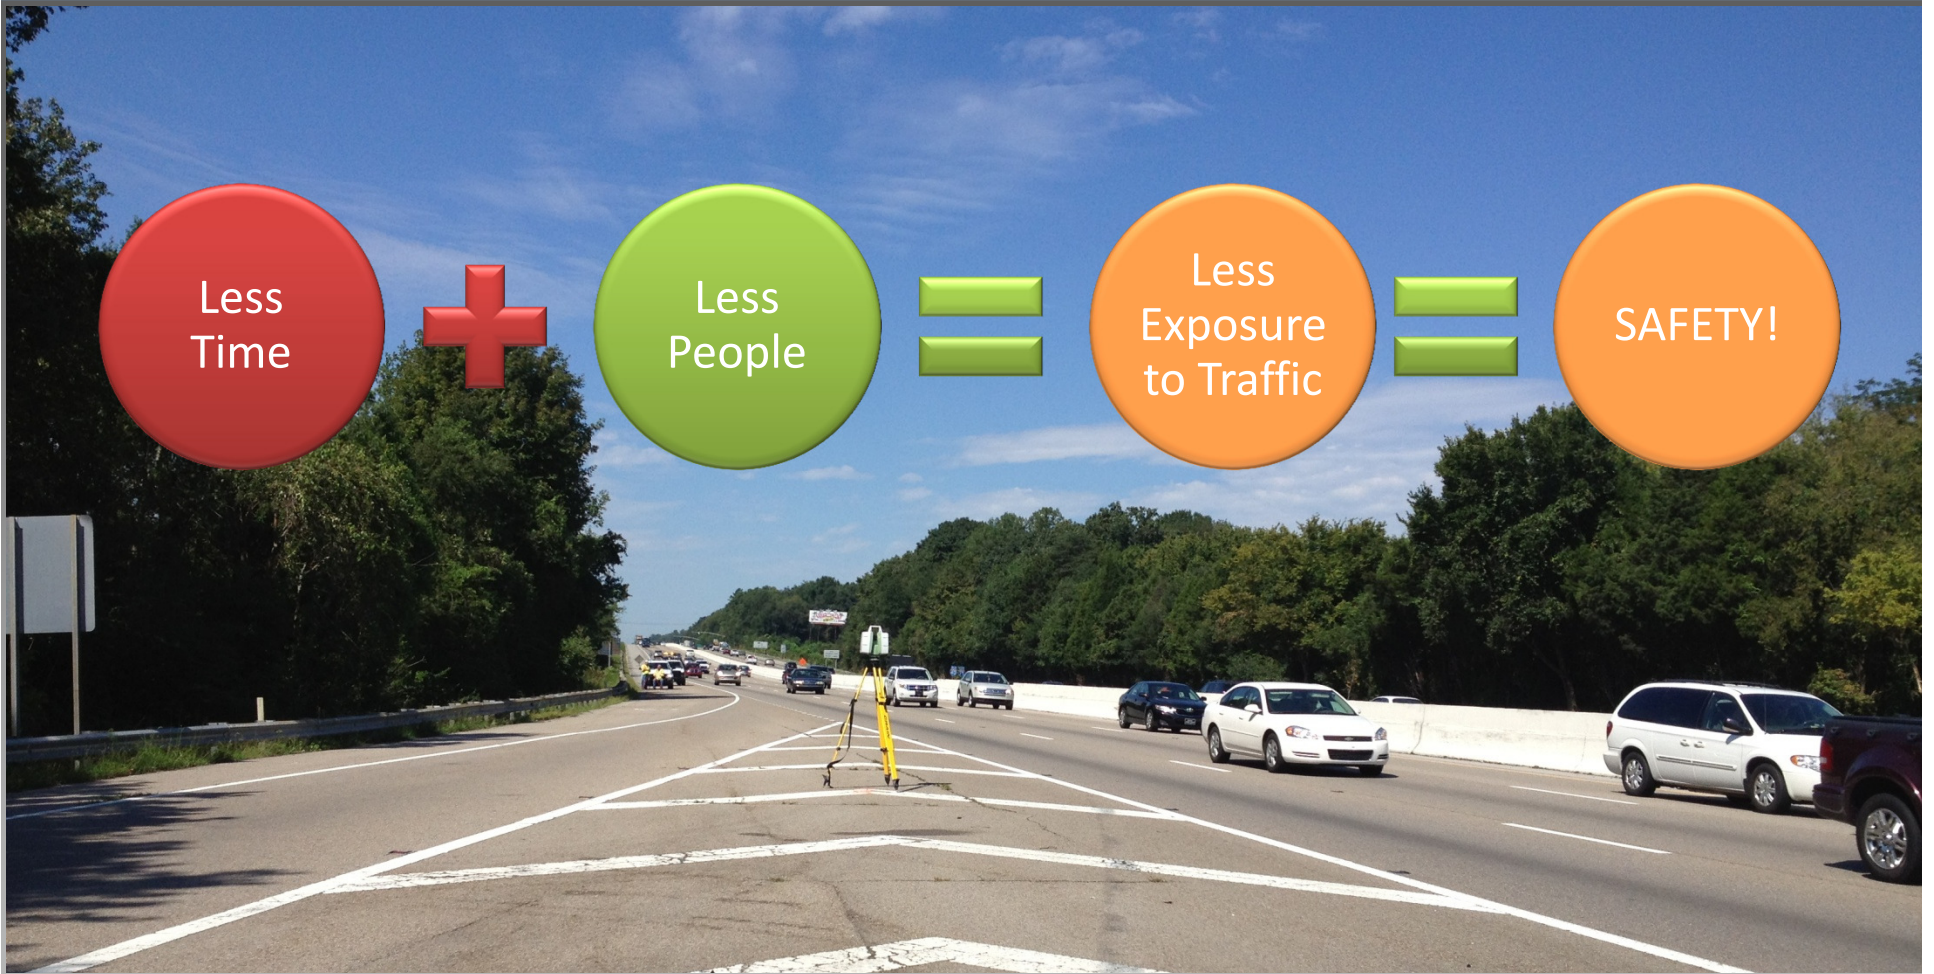 Less
Time
Less
People
Less
Exposure
to Traffic
SAFETY!